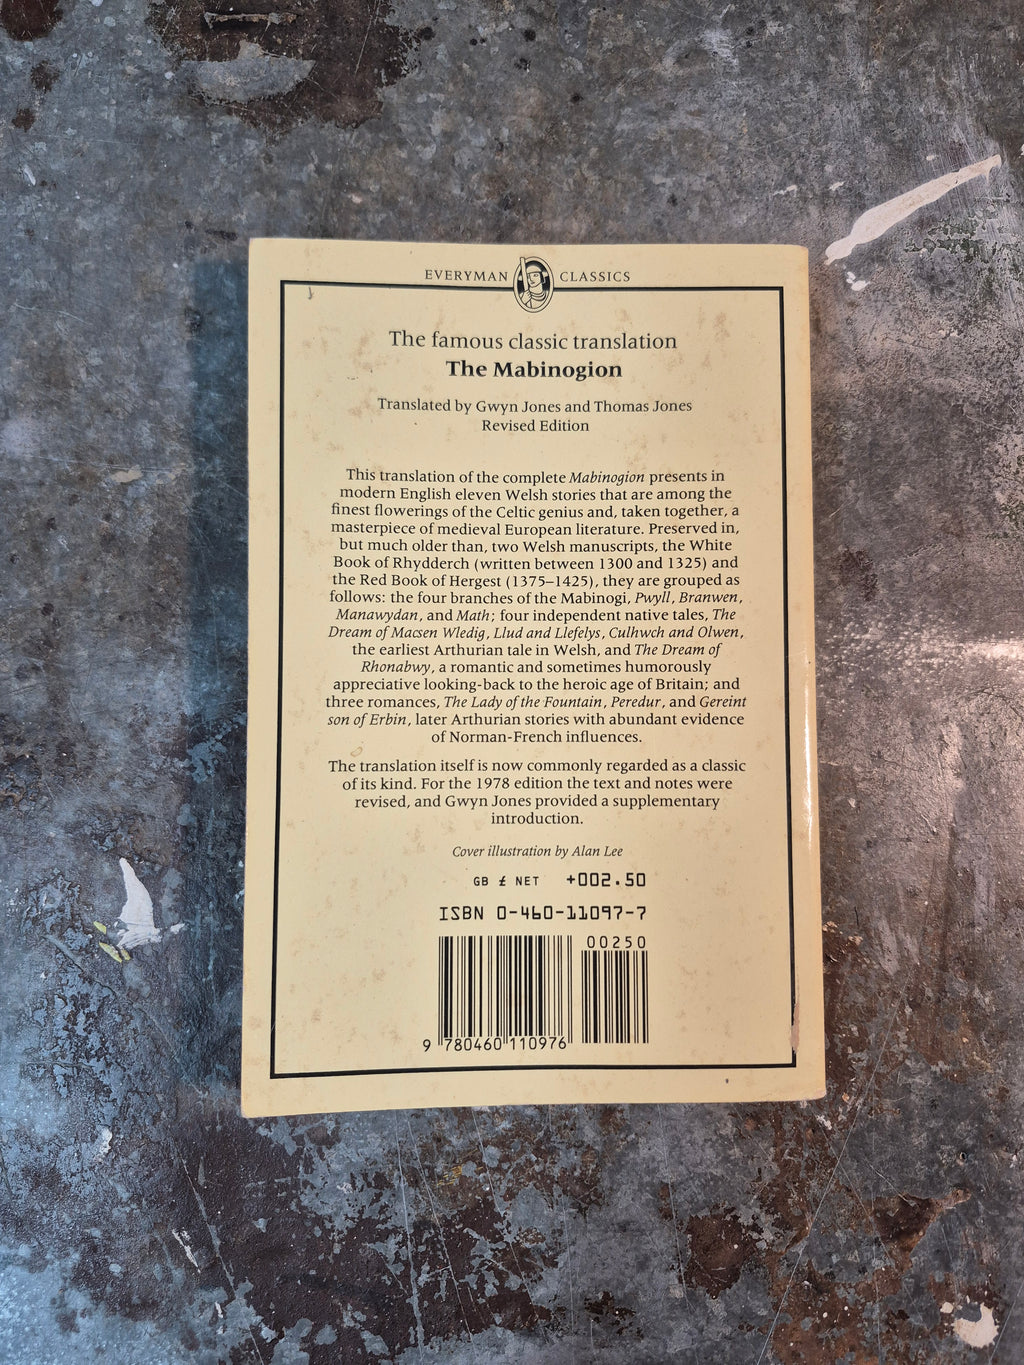 EVERYMAN CLASSICS
The famous classic translation
The Mabinogion
Translated by Gwyn Jones and Thomas Jones
Revised Edition
This translation of the complete Mabinogion presents in
modern English eleven Welsh stories that are among the
finest flowerings of the Celtic genius and, taken together, a
masterpiece of medieval European literature. Preserved in,
but much older than, two Welsh manuscripts, the White
Book of Rhydderch (written between 1300 and 1325) and
the Red Book of Hergest (1375–1425), they are grouped as
follows: the four branches of the Mabinogi, Pwyll, Branwen,
Manawydan, and Math; four independent native tales, The
Dream of Macsen Wledig, Llud and Llefelys, Culhwch and Olwen,
the earliest Arthurian tale in Welsh, and The Dream of
Rhonabwy, a romantic and sometimes humorously
appreciative looking-back to the heroic age of Britain; and
three romances, The Lady of the Fountain, Peredur, and Gereint
son of Erbin, later Arthurian stories with abundant evidence
of Norman-French influences.
The translation itself is now commonly regarded as a classic
of its kind. For the 1978 edition the text and notes were
revised, and Gwyn Jones provided a supplementary
introduction.
Cover illustration by Alan Lee
GB £ NET +002.50
ISBN 0-460-11097-7
00250
9 780460 110976